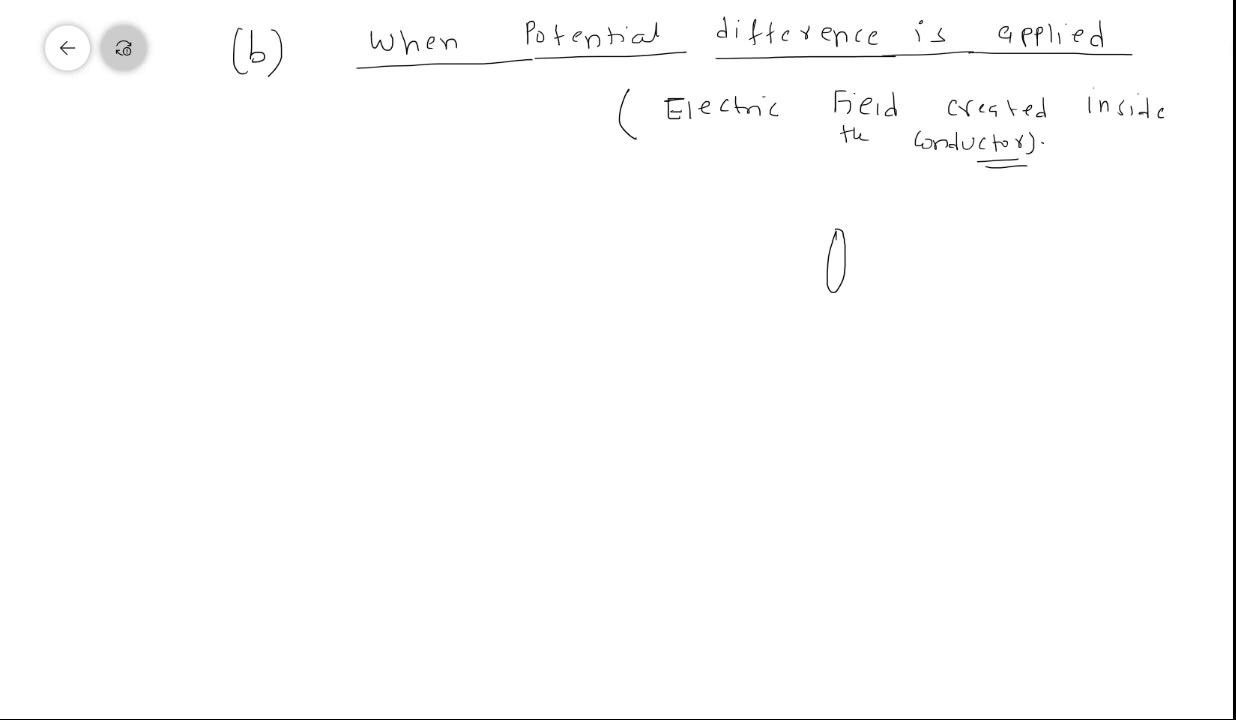 (b) When Potential difference is applied
( Electric Field created inside
the conductor).